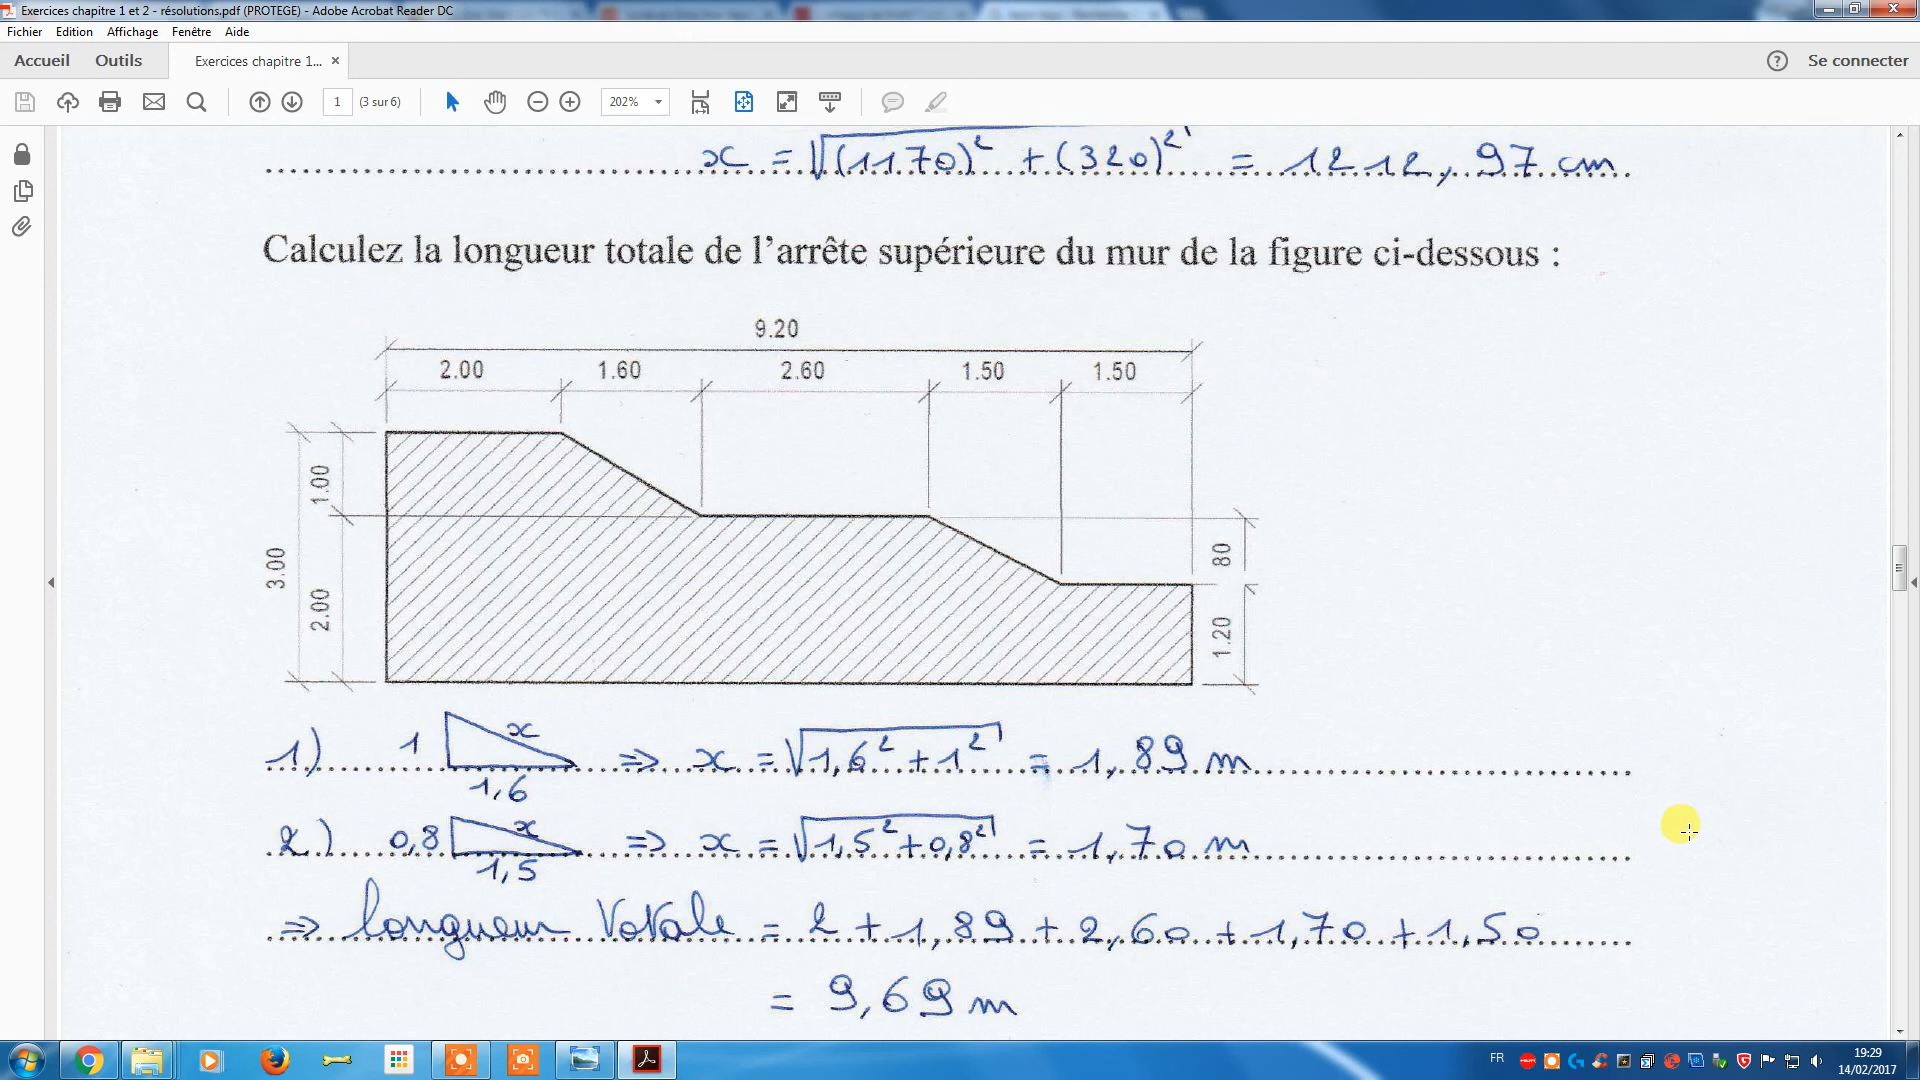 Exercices chapitre 1 et 2 - résolutions.pdf (PROTEGE) - Adobe Acrobat Reader DC
Fichier Edition Affichage Fenêtre Aide
Accueil Outils Exercices chapitre 1... × ? Se connecter
1 (3 sur 6) 202%
x = √(1170)² + (320)² = 1212,97 cm
Calculez la longueur totale de l'arrête supérieure du mur de la figure ci-dessous :
9.20
2.00 1.60 2.60 1.50 1.50
1.00
3.00
2.00
80
1.20
1) 1 x 1,6 => x = √1,6² + 1² = 1,89 m
2) 0,8 x 1,5 => x = √1,5² + 0,8² = 1,70 m
=> longueur totale = 2 + 1,89 + 2,60 + 1,70 + 1,50
= 9,69 m
FR 19:29
14/02/2017